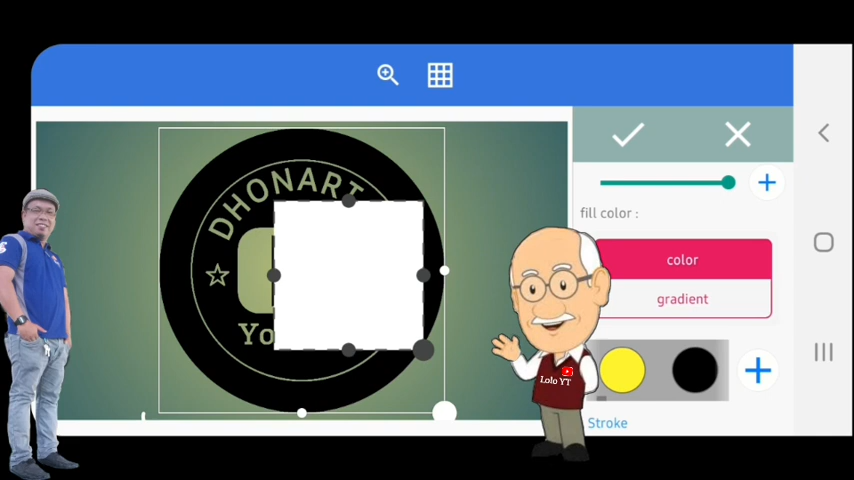 DHONART
fill color :
color
gradient
Yo
Lolo YT
Stroke